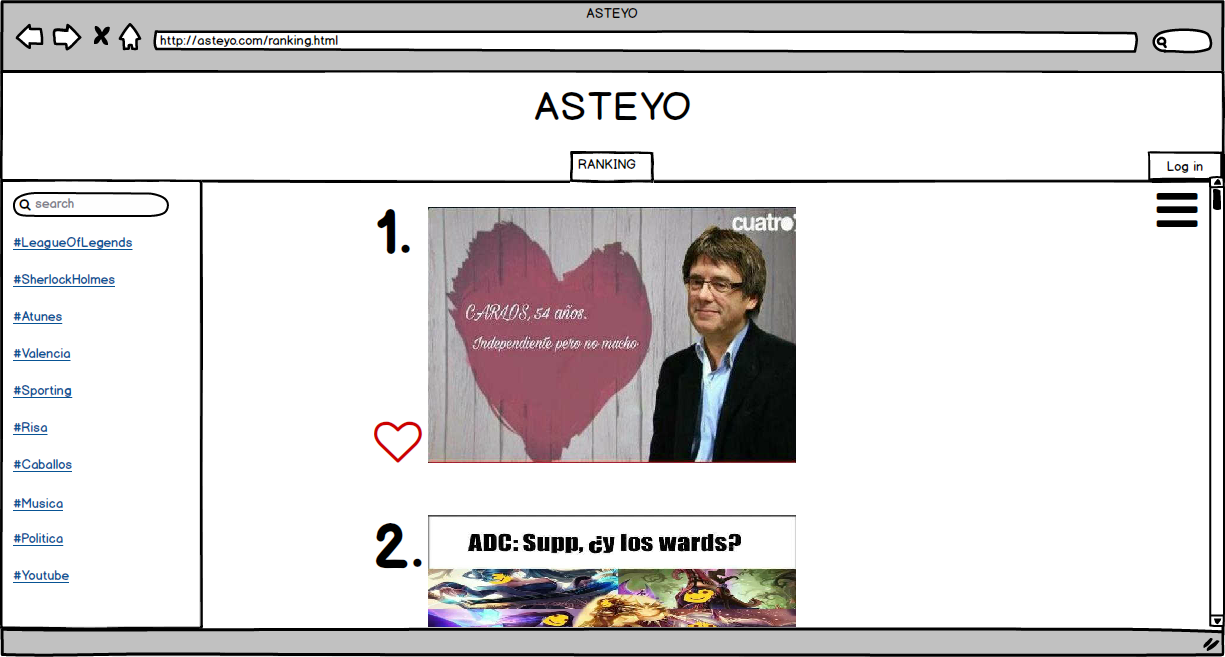 ASTEYO
http://asteyo.com/ranking.html
ASTEYO
RANKING
Log in
search
#LeagueOfLegends
#SherlockHolmes
#Atunes
#Valencia
#Sporting
#Risa
#Caballos
#Musica
#Politica
#Youtube
1.
cuatro
CARLOS, 54 años.
Independiente pero no mucho
2.
ADC: Supp, ¿y los wards?